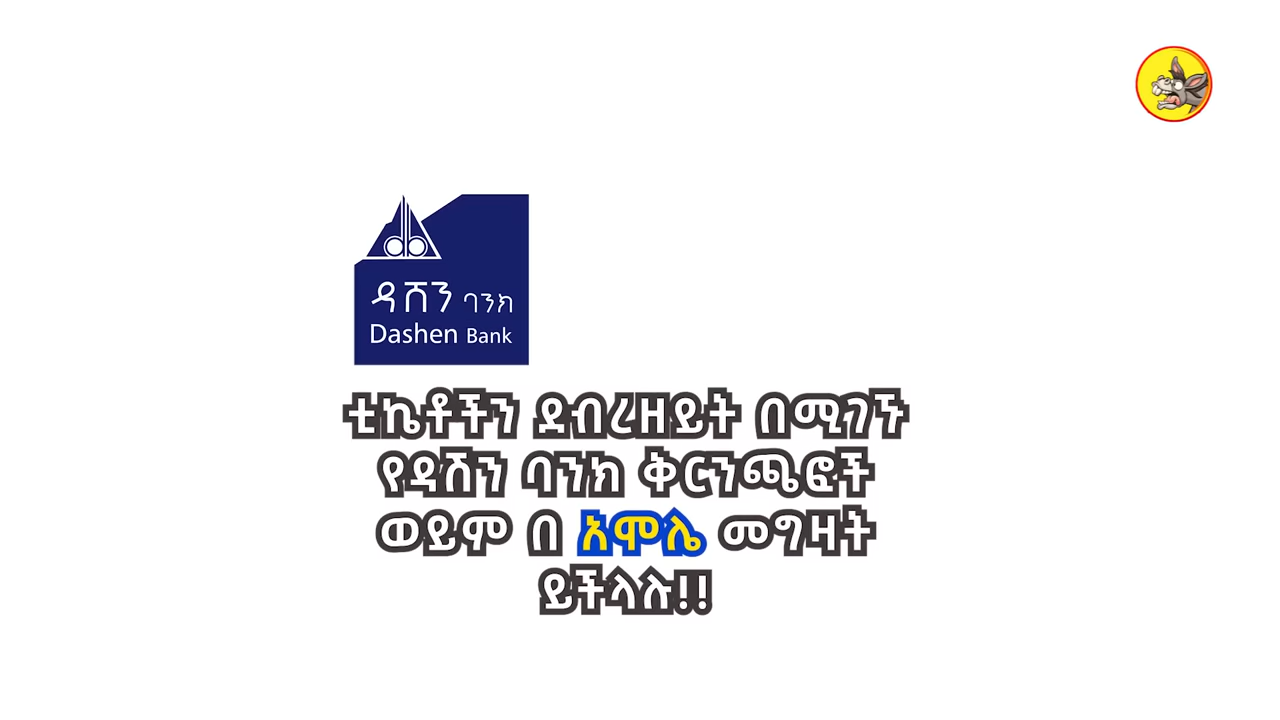 ዳሸን ባንክ
Dashen Bank
ቲኬቶችን ደብረዘይት በሚገኙ
የዳሽን ባንክ ቅርንጫፎች
ወይም በ አሞሌ መግዛት
ይችላሉ!!